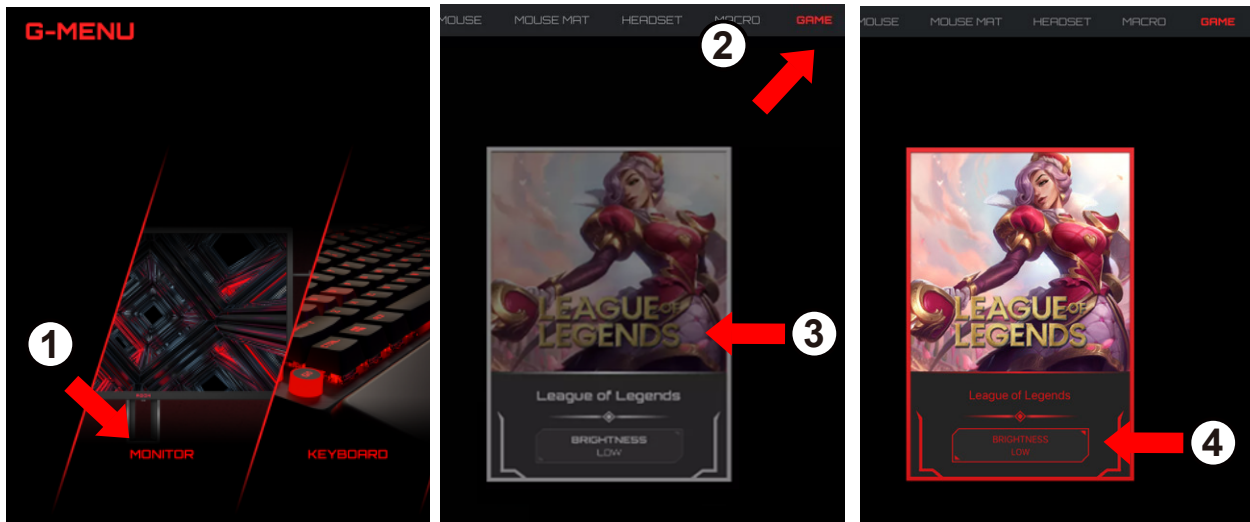 G-MENU
1
MONITOR
KEYBOARD
MOUSE MOUSE MAT HEADSET MACRO GAME
2
LEAGUE OF
LEGENDS
3
League of Legends
BRIGHTNESS
LOW
MOUSE MOUSE MAT HEADSET MACRO GAME
LEAGUE OF
LEGENDS
League of Legends
BRIGHTNESS
LOW
4